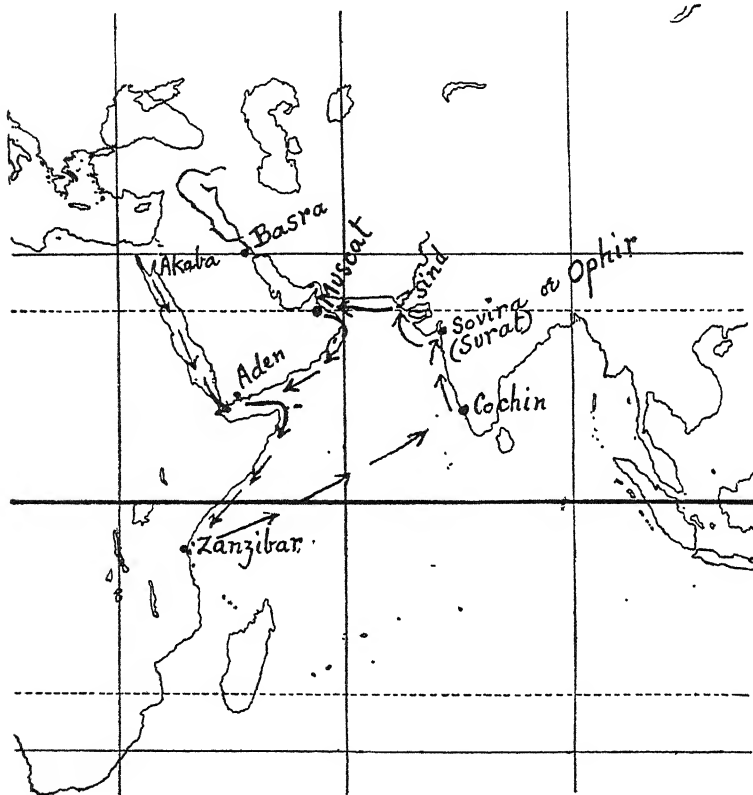 Basra
Akaba
Muscat
Sind
Sovira or Ophir
(Surat)
Aden
Cochin
Zanzibar